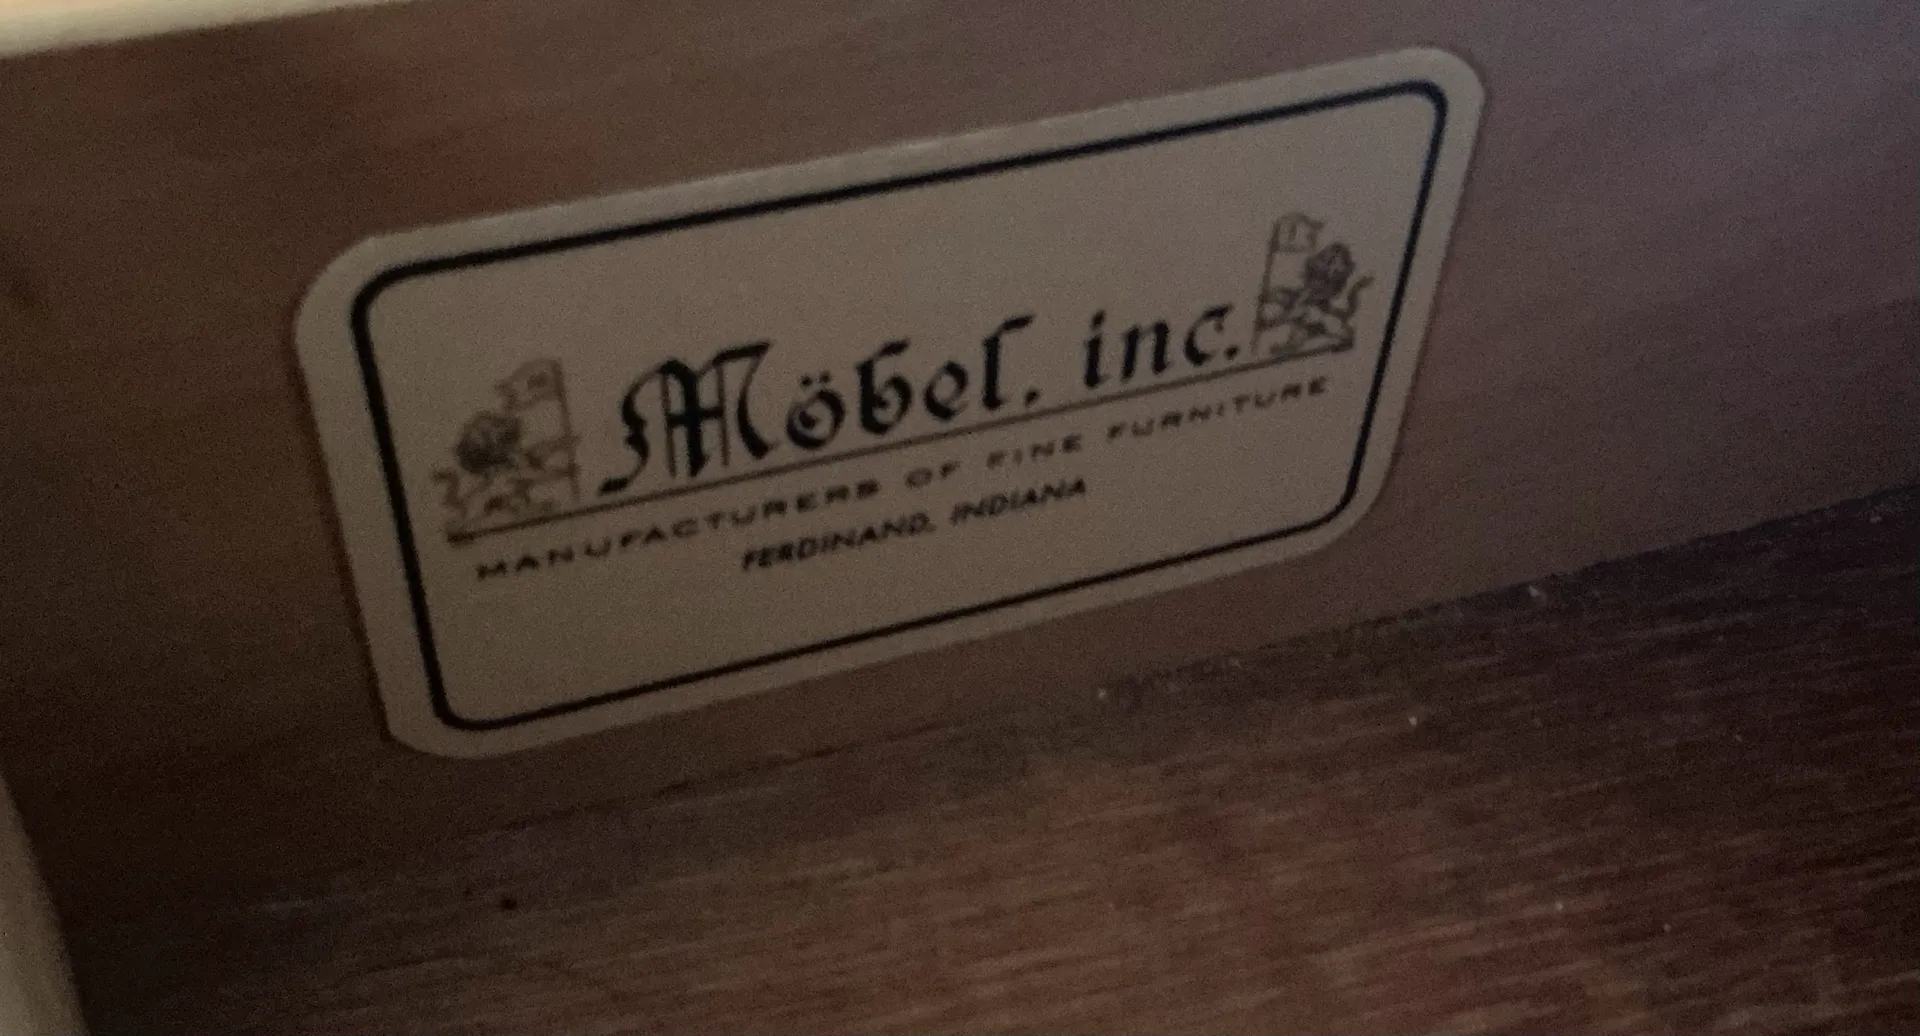 Möbel, inc.
MANUFACTURERS OF FINE FURNITURE
FERDINAND, INDIANA